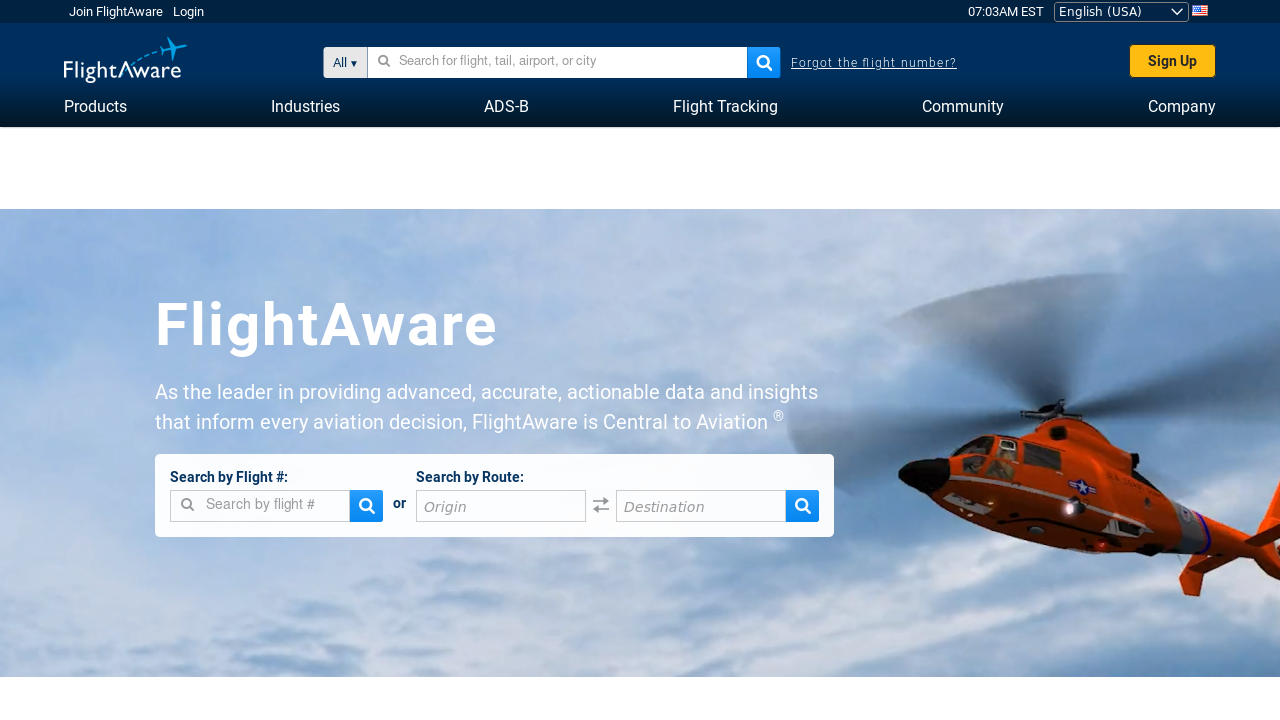 Join FlightAware Login 07:03AM EST English (USA)
FlightAware
All ▾ Search for flight, tail, airport, or city Forgot the flight number? Sign Up
Products Industries ADS-B Flight Tracking Community Company
FlightAware
As the leader in providing advanced, accurate, actionable data and insights
that inform every aviation decision, FlightAware is Central to Aviation ®
Search by Flight #: Search by Route:
Search by flight # or Origin Destination